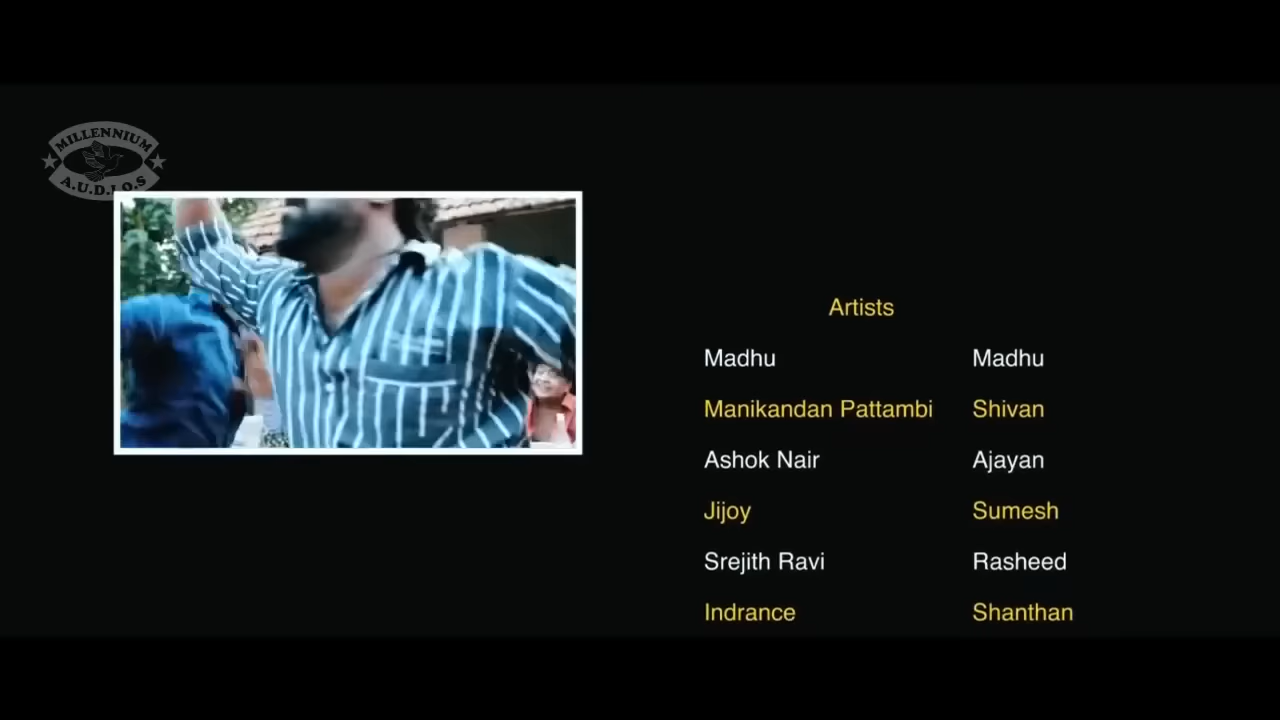 MILLENNIUM
A.U.D.I.O.S
Artists
Madhu Madhu
Manikandan Pattambi Shivan
Ashok Nair Ajayan
Jijoy Sumesh
Srejith Ravi Rasheed
Indrance Shanthan